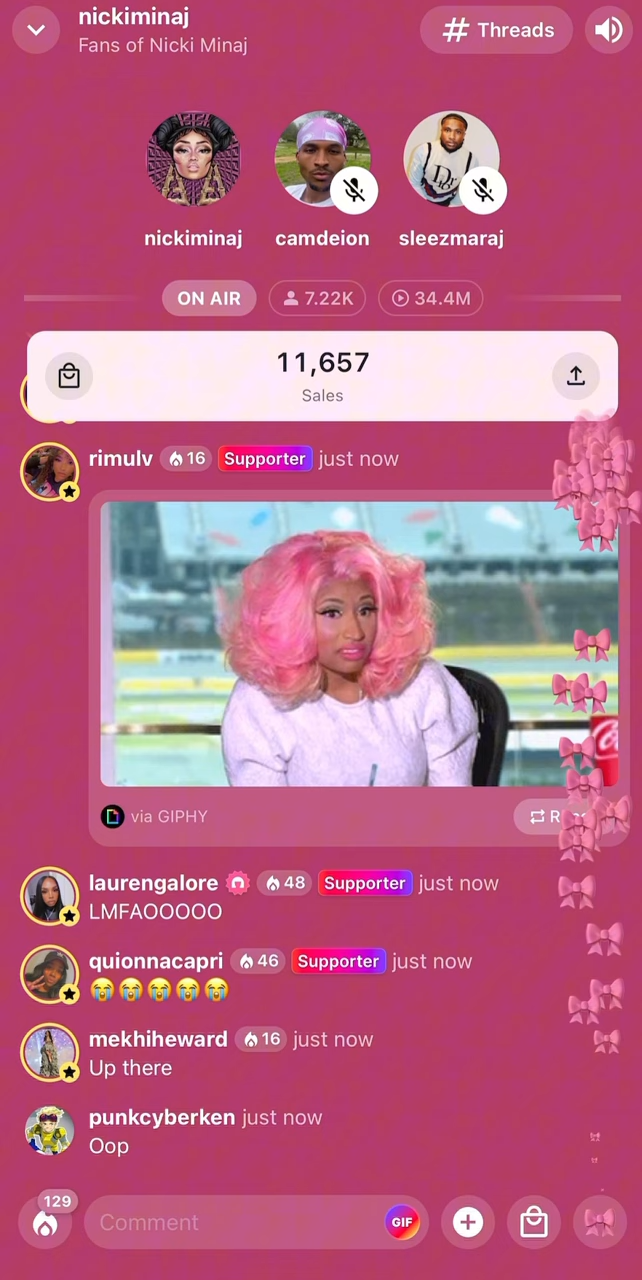 nickiminaj
Fans of Nicki Minaj
# Threads
nickiminaj camdeion sleezmaraj
ON AIR 7.22K 34.4M
11,657
Sales
rimulv 16 Supporter just now
via GIPHY
laurengalore 48 Supporter just now
LMFAOOOOO
quionnacapri 46 Supporter just now
mekhiheward 16 just now
Up there
punkcyberken just now
Oop
129
Comment GIF